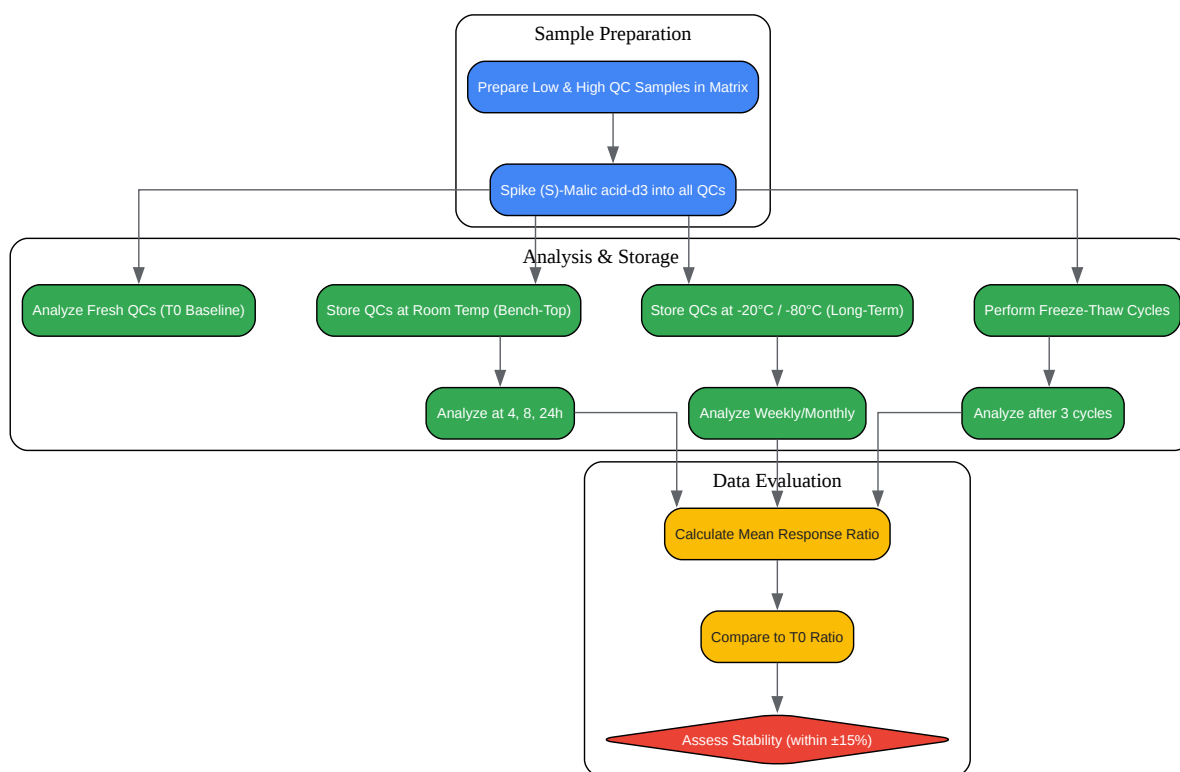 Sample Preparation
Prepare Low & High QC Samples in Matrix
Spike (S)-Malic acid-d3 into all QCs
Analysis & Storage
Analyze Fresh QCs (T0 Baseline)
Store QCs at Room Temp (Bench-Top)
Store QCs at -20°C / -80°C (Long-Term)
Perform Freeze-Thaw Cycles
Analyze at 4, 8, 24h
Analyze Weekly/Monthly
Analyze after 3 cycles
Data Evaluation
Calculate Mean Response Ratio
Compare to T0 Ratio
Assess Stability (within ±15%)